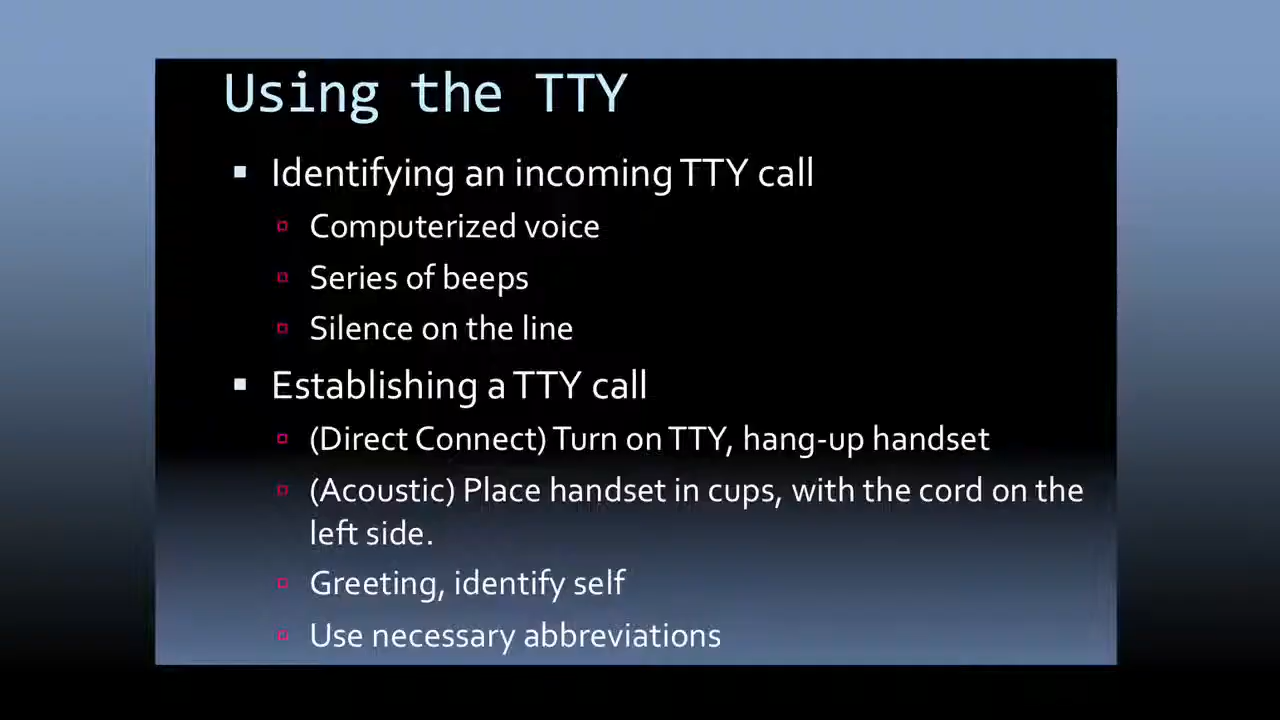 Using the TTY
Identifying an incoming TTY call
Computerized voice
Series of beeps
Silence on the line
Establishing a TTY call
(Direct Connect) Turn on TTY, hang-up handset
(Acoustic) Place handset in cups, with the cord on the
left side.
Greeting, identify self
Use necessary abbreviations